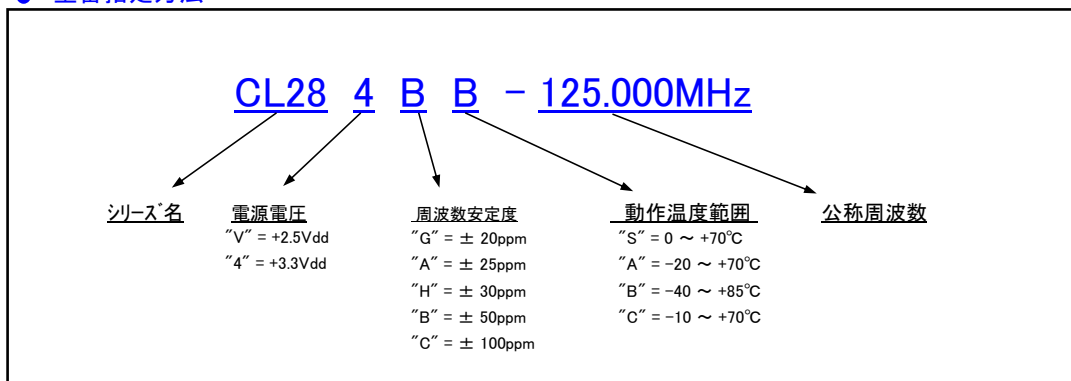 CL28 4 B B - 125.000MHz
ｼﾘｰｽﾞ名
電源電圧
"V" = +2.5Vdd
"4" = +3.3Vdd
周波数安定度
"G" = ± 20ppm
"A" = ± 25ppm
"H" = ± 30ppm
"B" = ± 50ppm
"C" = ± 100ppm
動作温度範囲
"S" = 0 ～ +70℃
"A" = -20 ～ +70℃
"B" = -40 ～ +85℃
"C" = -10 ～ +70℃
公称周波数